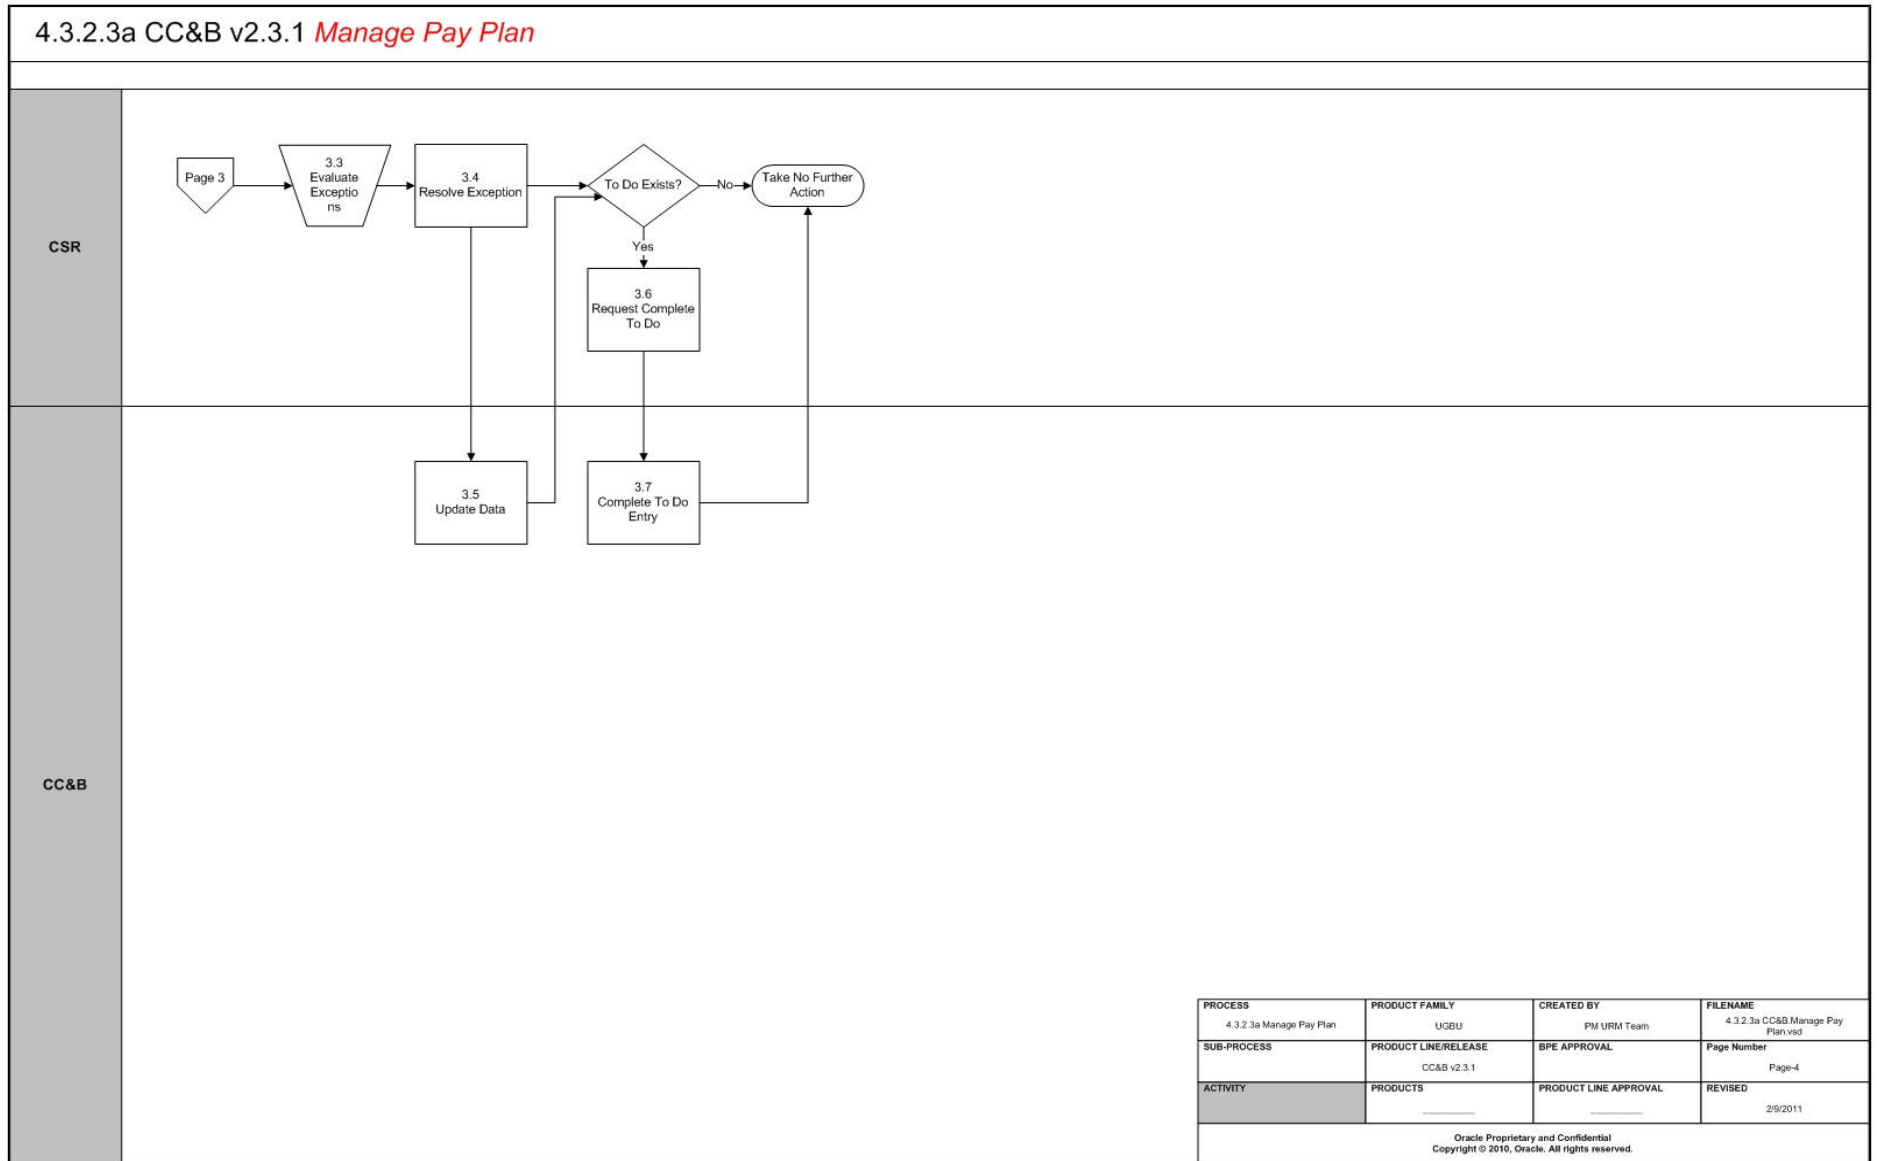 4.3.2.3a CC&B v2.3.1 Manage Pay Plan
CSR
Page 3
3.3
Evaluate
Exceptio
ns
3.4
Resolve Exception
To Do Exists?
No
Take No Further
Action
Yes
3.6
Request Complete
To Do
CC&B
3.5
Update Data
3.7
Complete To Do
Entry
PROCESS
4.3.2.3a Manage Pay Plan
PRODUCT FAMILY
UGBU
CREATED BY
PM URM Team
FILENAME
4.3.2.3a CC&B.Manage Pay
Plan.vsd
SUB-PROCESS
PRODUCT LINE/RELEASE
CC&B v2.3.1
BPE APPROVAL
Page Number
Page-4
ACTIVITY
PRODUCTS
PRODUCT LINE APPROVAL
REVISED
2/9/2011
Oracle Proprietary and Confidential
Copyright © 2010, Oracle. All rights reserved.